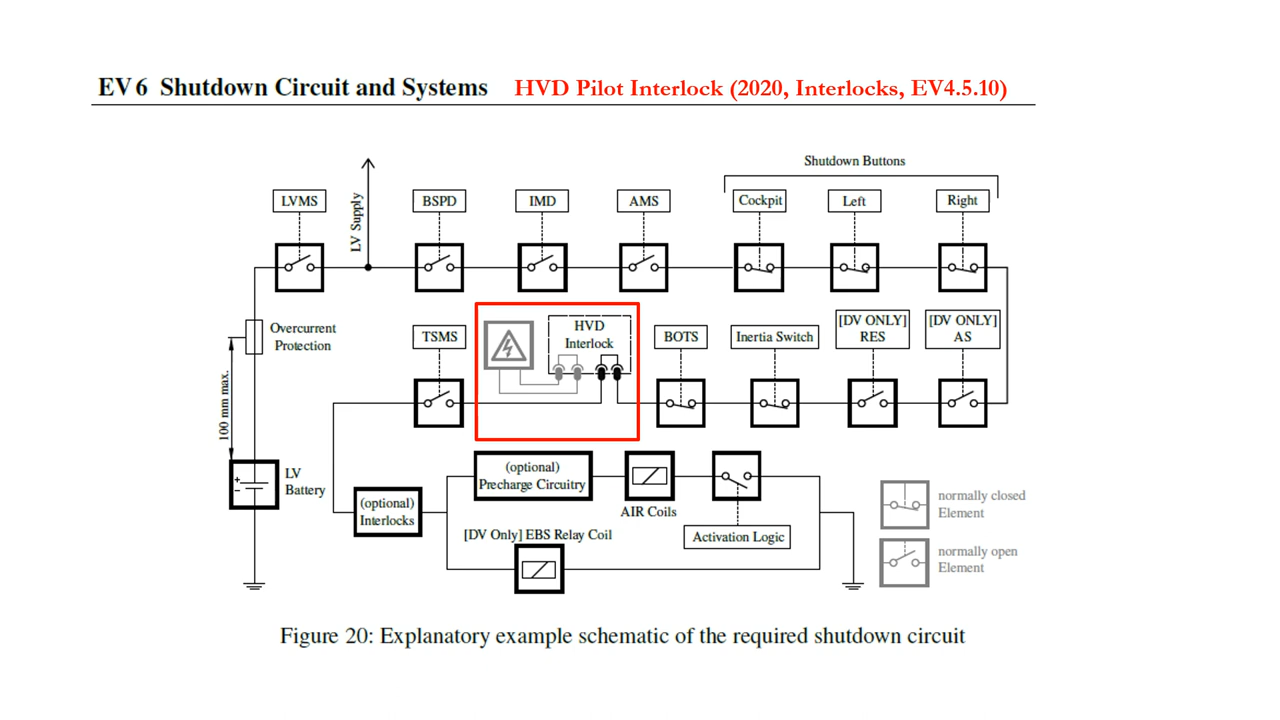 EV 6 Shutdown Circuit and Systems HVD Pilot Interlock (2020, Interlocks, EV4.5.10)
Shutdown Buttons
LVMS
LV Supply
BSPD
IMD
AMS
Cockpit
Left
Right
Overcurrent
Protection
100 mm max.
TSMS
HVD
Interlock
BOTS
Inertia Switch
[DV ONLY]
RES
[DV ONLY]
AS
+
-
LV
Battery
(optional)
Interlocks
(optional)
Precharge Circuitry
AIR Coils
Activation Logic
[DV Only] EBS Relay Coil
normally closed
Element
normally open
Element
Figure 20: Explanatory example schematic of the required shutdown circuit